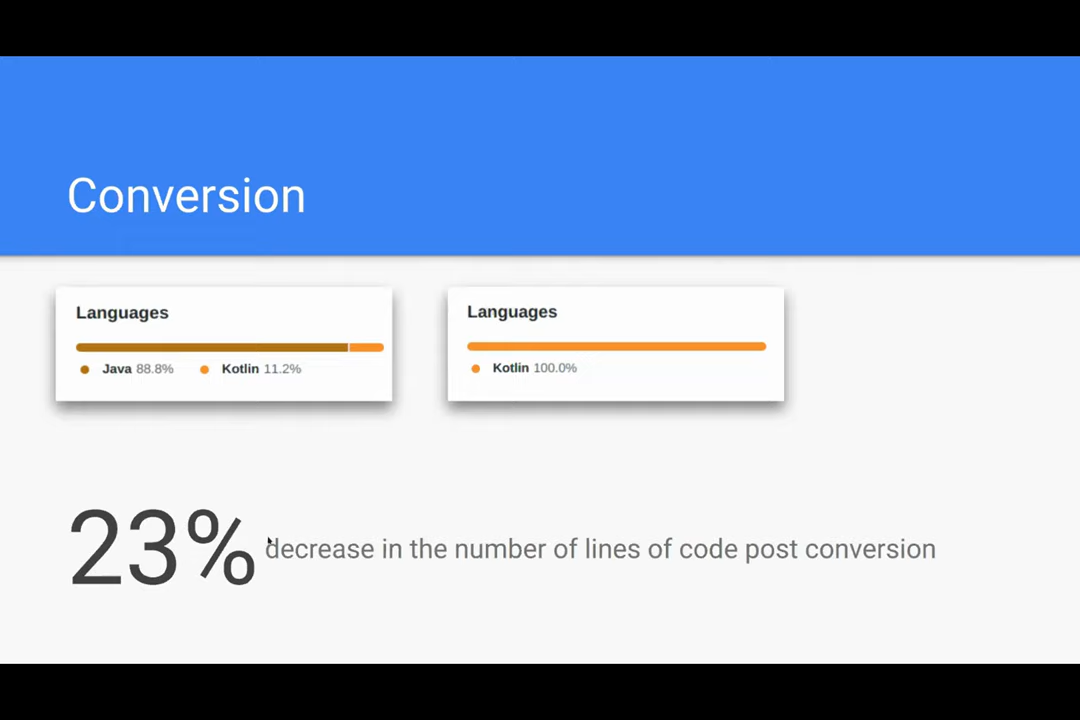 Conversion
Languages
Java 88.8% Kotlin 11.2%
Languages
Kotlin 100.0%
23% decrease in the number of lines of code post conversion